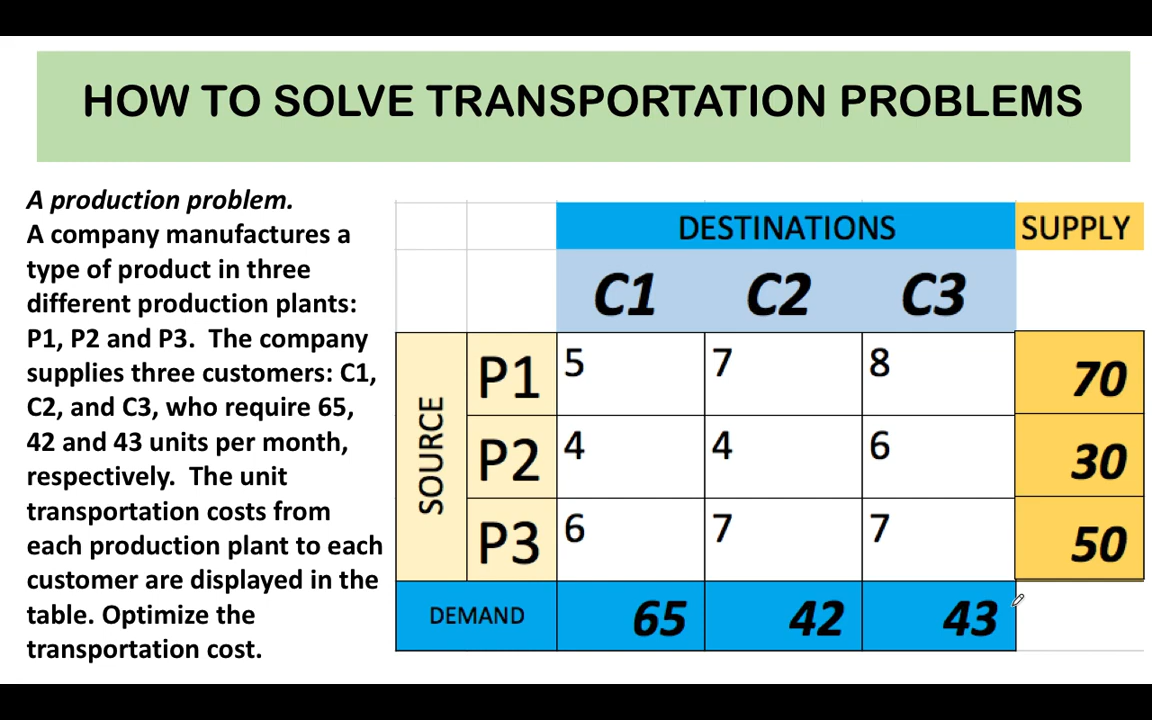 HOW TO SOLVE TRANSPORTATION PROBLEMS
A production problem.
A company manufactures a
type of product in three
different production plants:
P1, P2 and P3. The company
supplies three customers: C1,
C2, and C3, who require 65,
42 and 43 units per month,
respectively. The unit
transportation costs from
each production plant to each
customer are displayed in the
table. Optimize the
transportation cost.
DESTINATIONS SUPPLY
C1 C2 C3
SOURCE
P1 5 7 8 70
P2 4 4 6 30
P3 6 7 7 50
DEMAND 65 42 43